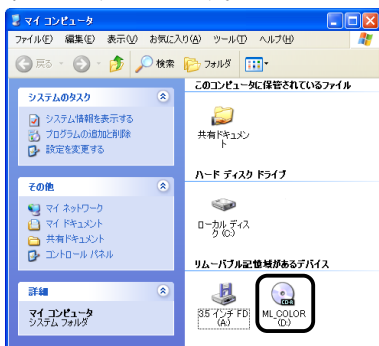 マイ コンピュータ
ファイル(F) 編集(E) 表示(V) お気に入り(A) ツール(T) ヘルプ(H)
戻る 検索 フォルダ
システムのタスク
システム情報を表示する
プログラムの追加と削除
設定を変更する
その他
マイ ネットワーク
マイ ドキュメント
共有ドキュメント
コントロール パネル
詳細
マイ コンピュータ
システム フォルダ
このコンピュータに保管されているファイル
共有ドキュメン
ト
ハード ディスク ドライブ
ローカル ディス
ク (C:)
リムーバブル記憶域があるデバイス
3.5 インチ FD
(A:)
CD-R
ML_COLOR
(D:)